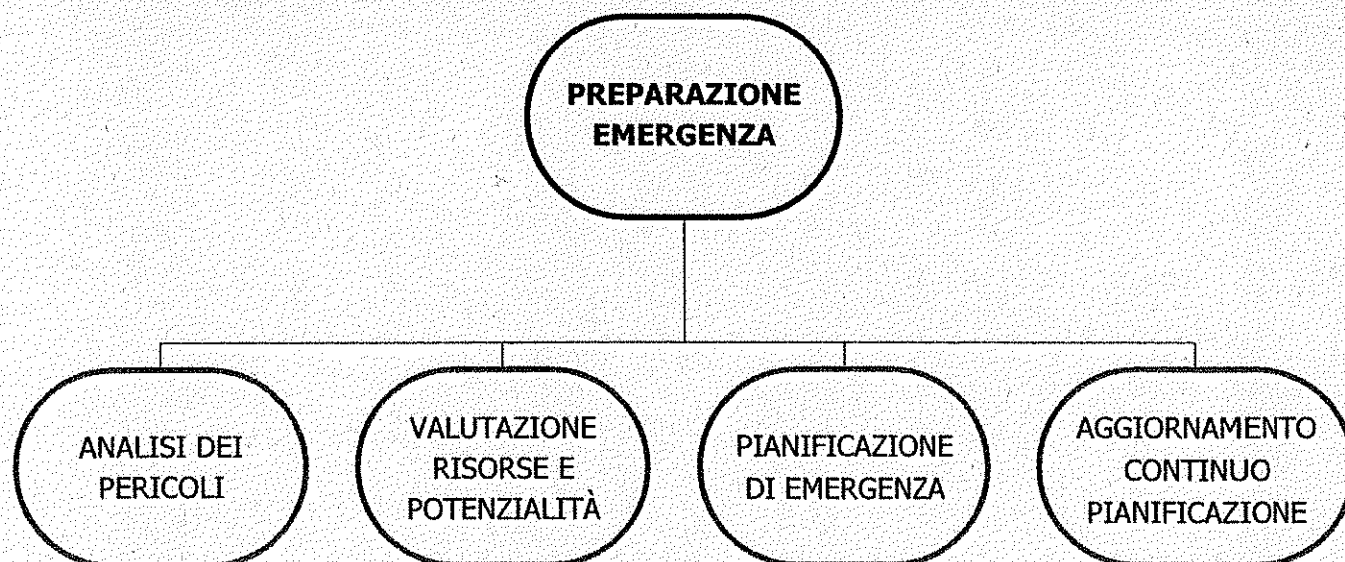 PREPARAZIONE
EMERGENZA
ANALISI DEI
PERICOLI
VALUTAZIONE
RISORSE E
POTENZIALITÀ
PIANIFICAZIONE
DI EMERGENZA
AGGIORNAMENTO
CONTINUO
PIANIFICAZIONE